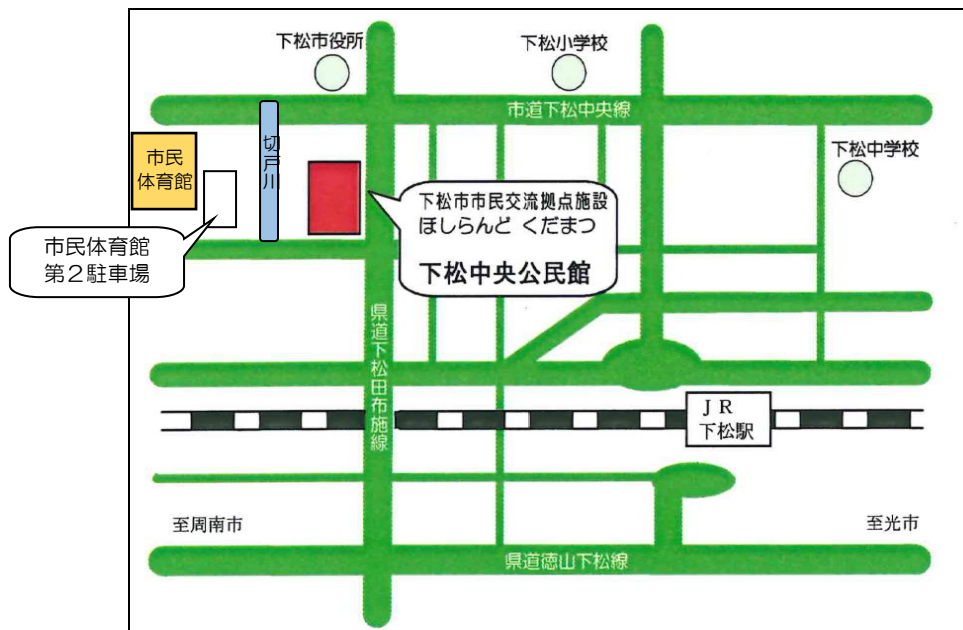 下松市役所
下松小学校
市道下松中央線
切戸川
市民
体育館
下松中学校
下松市市民交流拠点施設
ほしらんど くだまつ
下松中央公民館
市民体育館
第2駐車場
県道下松田布施線
JR
下松駅
至周南市
至光市
県道徳山下松線